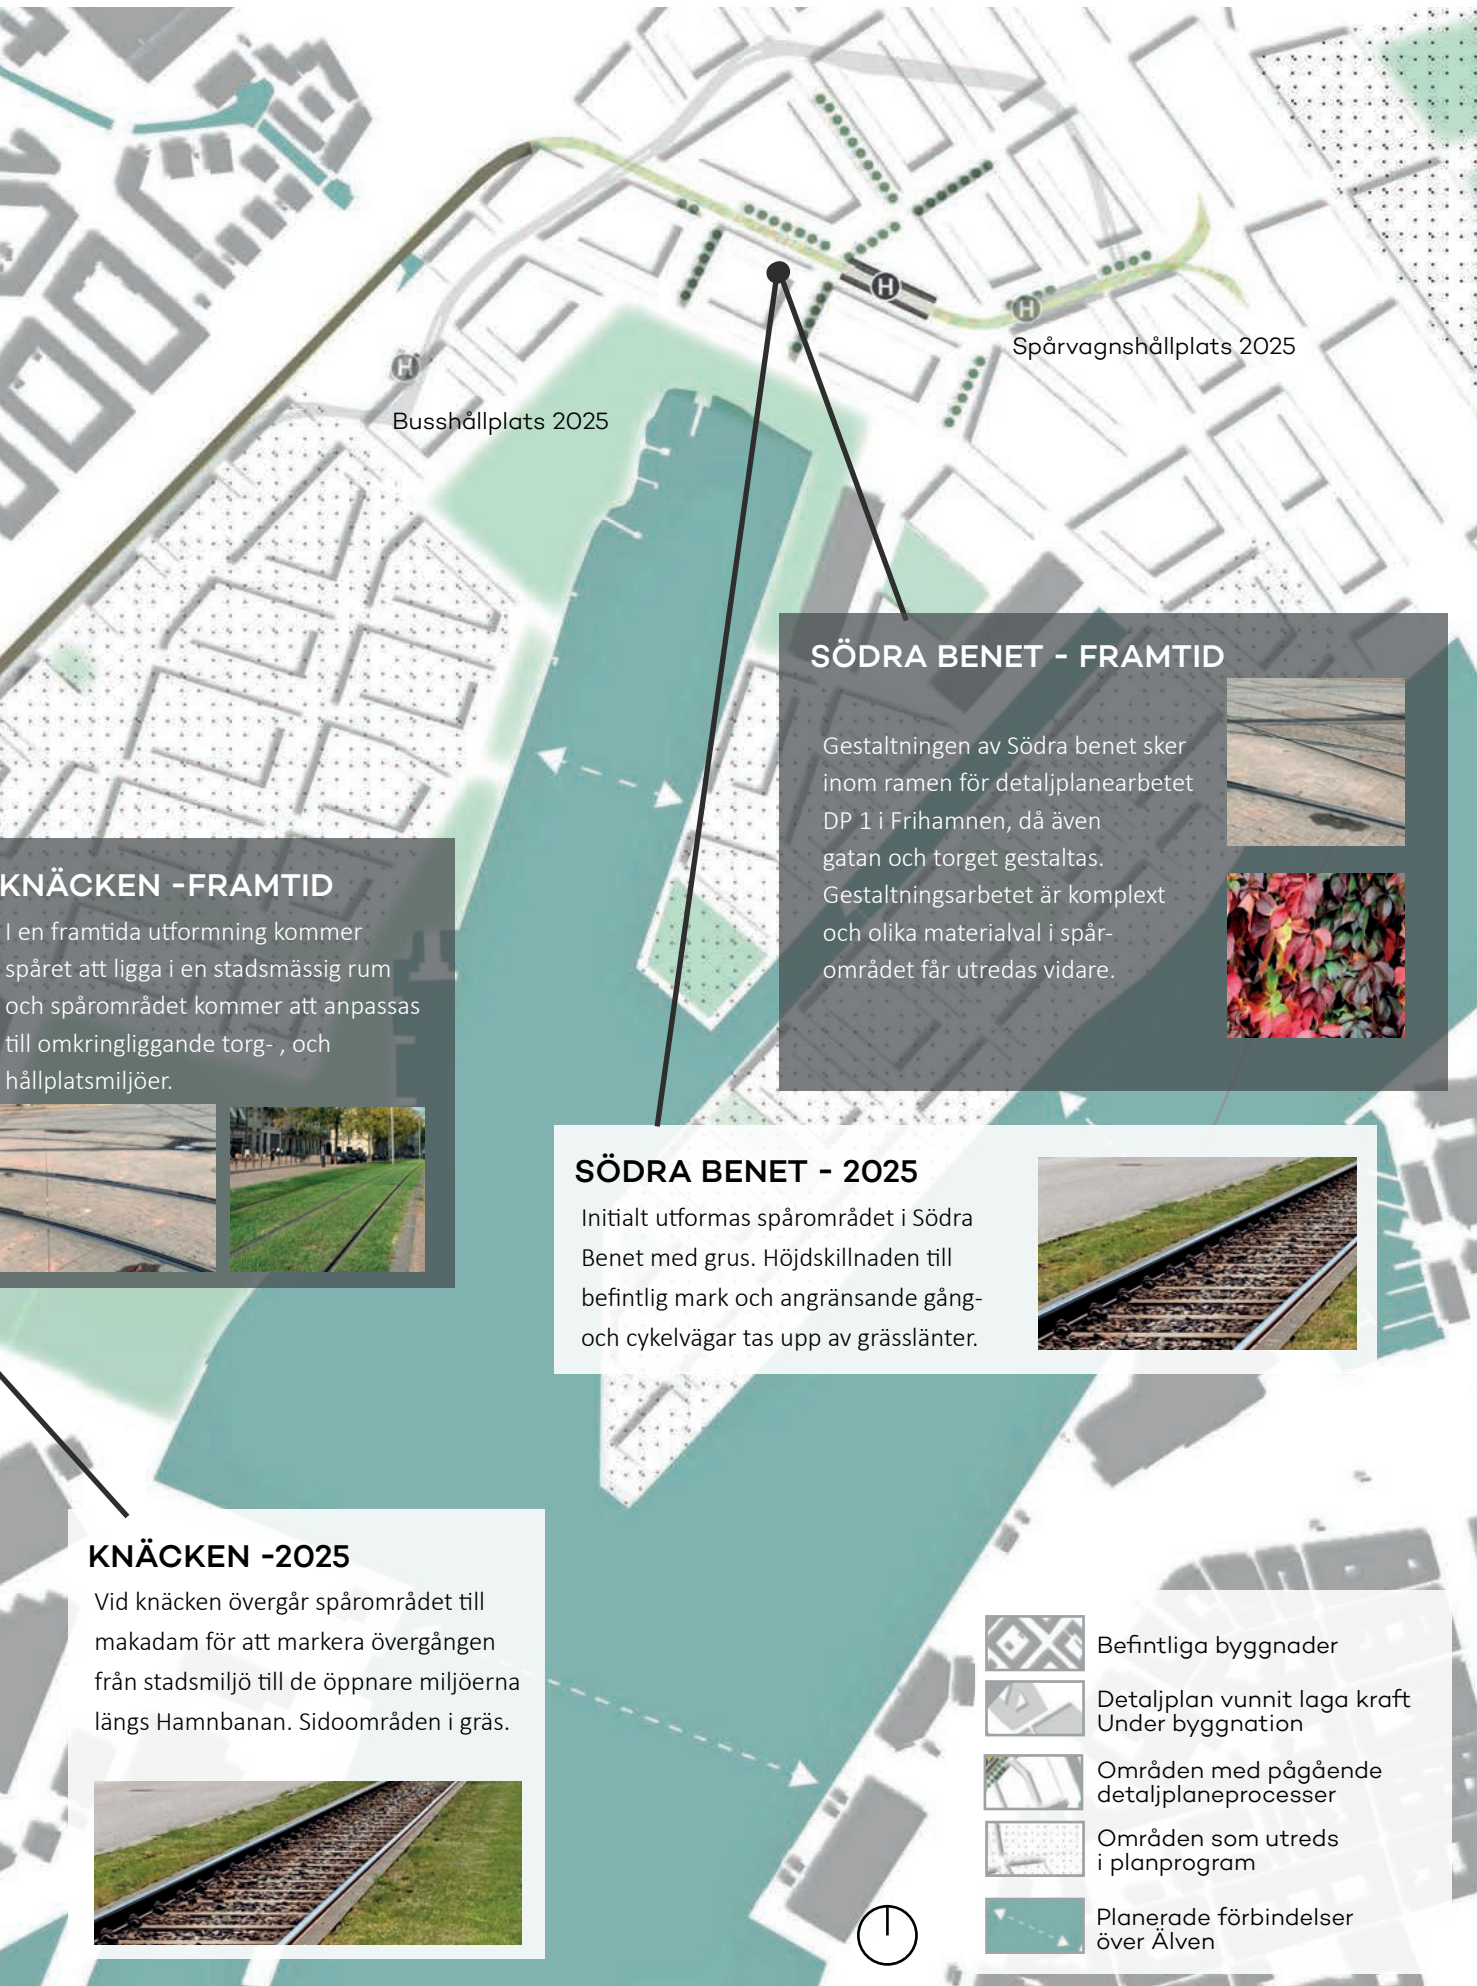 H
H
Spårvagnshållplats 2025
H
Busshållplats 2025
SÖDRA BENET - FRAMTID
Gestaltningen av Södra benet sker
inom ramen för detaljplanearbetet
DP 1 i Frihamnen, då även
gatan och torget gestaltas.
Gestaltningsarbetet är komplext
och olika materialval i spår-
området får utredas vidare.
KNÄCKEN -FRAMTID
I en framtida utformning kommer
spåret att ligga i en stadsmässig rum
och spårområdet kommer att anpassas
till omkringliggande torg- , och
hållplatsmiljöer.
SÖDRA BENET - 2025
Initialt utformas spårområdet i Södra
Benet med grus. Höjdskillnaden till
befintlig mark och angränsande gång-
och cykelvägar tas upp av grässlänter.
KNÄCKEN -2025
Vid knäcken övergår spårområdet till
makadam för att markera övergången
från stadsmiljö till de öppnare miljöerna
längs Hamnbanan. Sidoområden i gräs.
Befintliga byggnader
Detaljplan vunnit laga kraft
Under byggnation
Områden med pågående
detaljplaneprocesser
Områden som utreds
i planprogram
Planerade förbindelser
över Älven